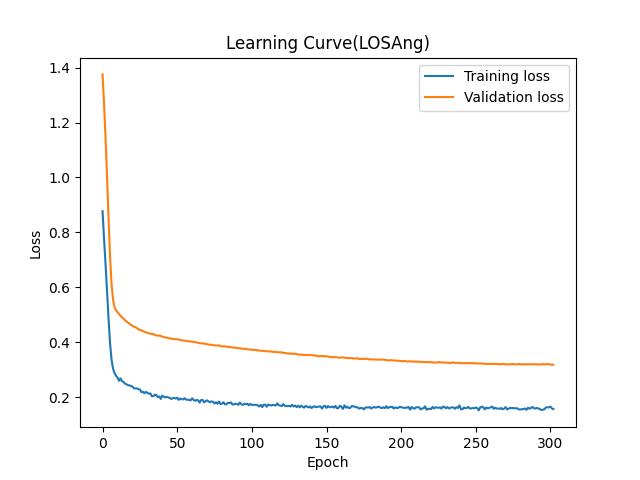 Learning Curve(LOSAng)
Training loss
Validation loss
1.4
1.2
1.0
0.8
0.6
0.4
0.2
Loss
0 50 100 150 200 250 300
Epoch